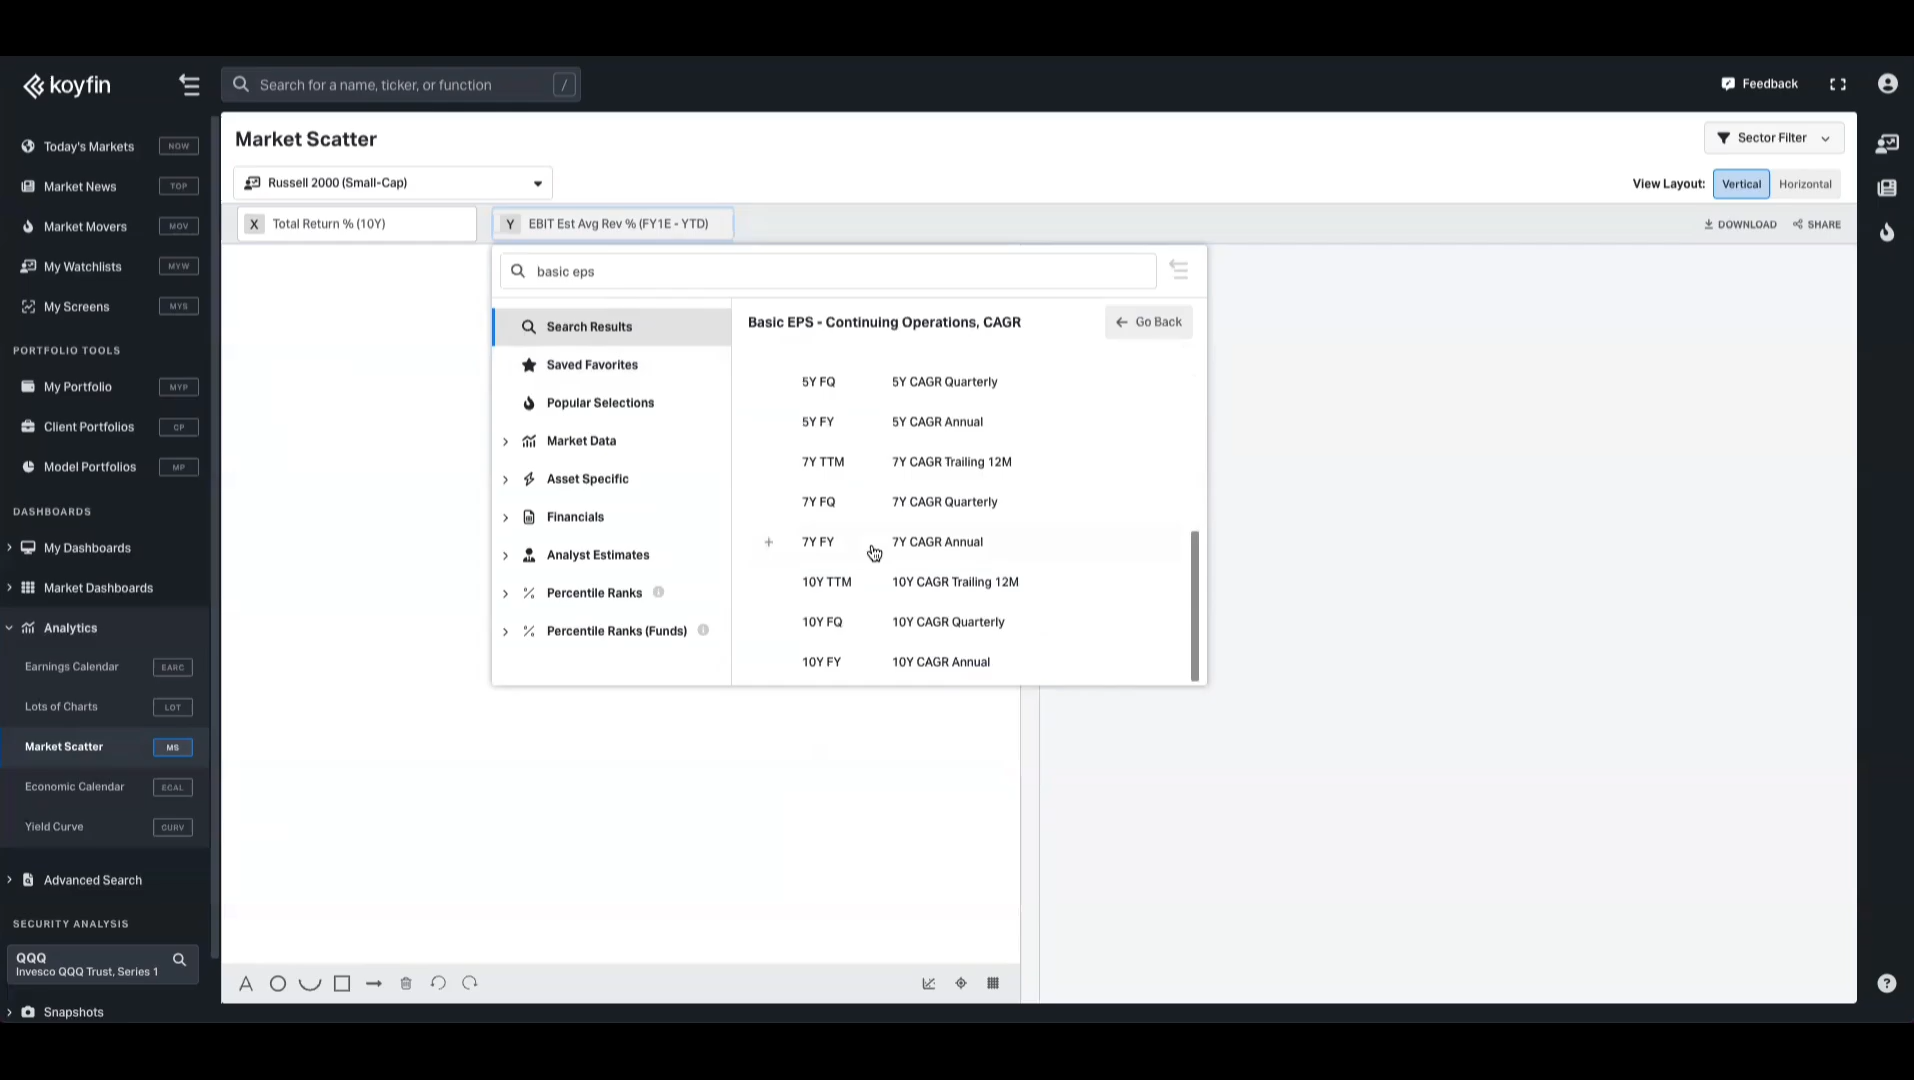 koyfin
Search for a name, ticker, or function /
Feedback
Today's Markets NOW
Market News TOP
Market Movers MOV
My Watchlists MYW
My Screens MYS
PORTFOLIO TOOLS
My Portfolio MYP
Client Portfolios CP
Model Portfolios MP
DASHBOARDS
My Dashboards
Market Dashboards
Analytics
Earnings Calendar EARC
Lots of Charts LOT
Market Scatter MS
Economic Calendar ECAL
Yield Curve CURV
Advanced Search
SECURITY ANALYSIS
QQQ
Invesco QQQ Trust, Series 1
Snapshots
Market Scatter
Sector Filter
Russell 2000 (Small-Cap)
View Layout: Vertical Horizontal
X Total Return % (10Y)
Y EBIT Est Avg Rev % (FY1E - YTD)
DOWNLOAD SHARE
basic eps
Search Results
Saved Favorites
Popular Selections
Market Data
Asset Specific
Financials
Analyst Estimates
Percentile Ranks
Percentile Ranks (Funds)
Basic EPS - Continuing Operations, CAGR
Go Back
5Y FQ 5Y CAGR Quarterly
5Y FY 5Y CAGR Annual
7Y TTM 7Y CAGR Trailing 12M
7Y FQ 7Y CAGR Quarterly
+ 7Y FY 7Y CAGR Annual
10Y TTM 10Y CAGR Trailing 12M
10Y FQ 10Y CAGR Quarterly
10Y FY 10Y CAGR Annual
A
?